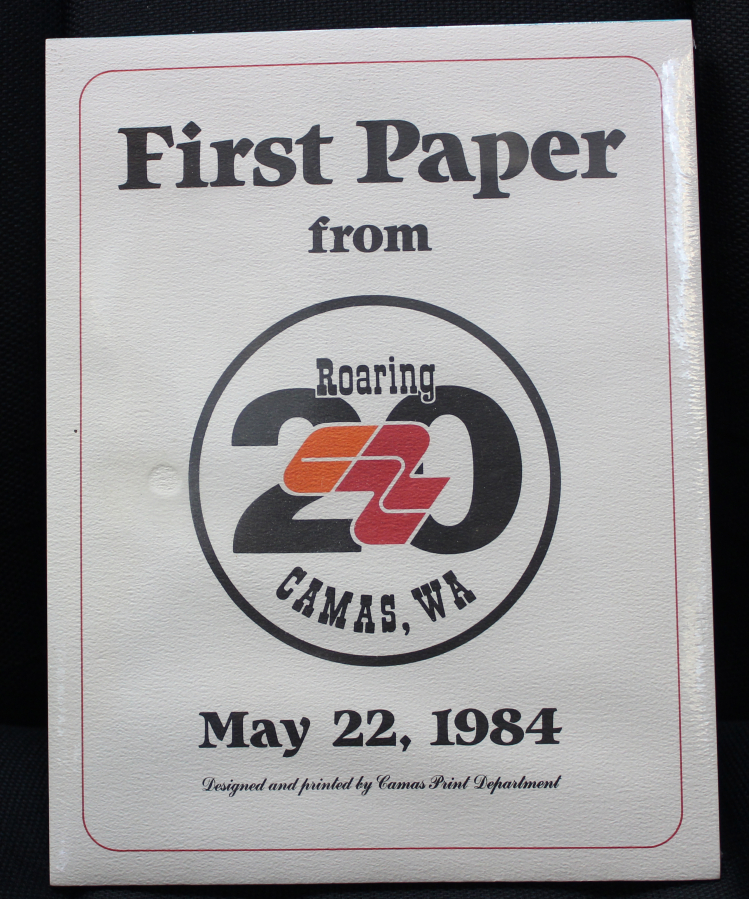 First Paper
from
Roaring
20
CAMAS, WA
May 22, 1984
Designed and printed by Camas Print Department